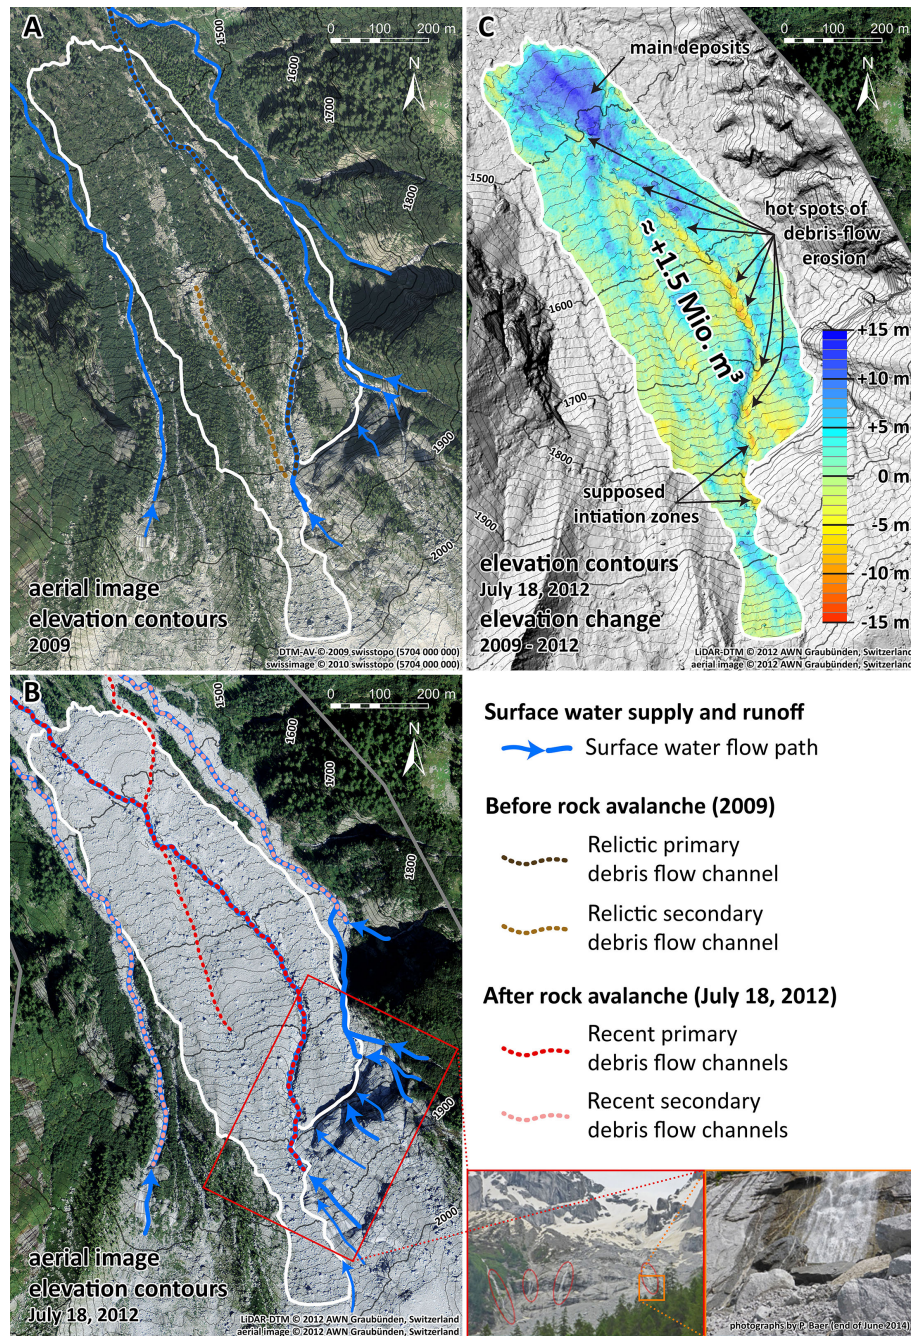 A
0 100 200 m
N
1500
1600
1700
1800
1900
2000
aerial image
elevation contours
2009
DTM-AV © 2009 swisstopo (5704 000 000)
swissimage © 2010 swisstopo (5704 000 000)
C
0 100 200 m
N
main deposits
1500
hot spots of
debris-flow
erosion
≈ +1.5 Mio. m³
1600
1700
1800
1900
+15 m
+10 m
+5 m
0 m
-5 m
-10 m
-15 m
supposed
intiation zones
elevation contours
July 18, 2012
elevation change
2009 - 2012
LiDAR-DTM © 2012 AWN Graubünden, Switzerland
aerial image © 2012 AWN Graubünden, Switzerland
B
0 100 200 m
N
1500
1600
1700
1800
1900
2000
aerial image
elevation contours
July 18, 2012
LiDAR-DTM © 2012 AWN Graubünden, Switzerland
aerial image © 2012 AWN Graubünden, Switzerland
Surface water supply and runoff
Surface water flow path
Before rock avalanche (2009)
Relictic primary
debris flow channel
Relictic secondary
debris flow channel
After rock avalanche (July 18, 2012)
Recent primary
debris flow channels
Recent secondary
debris flow channels
photographs by P. Baer (end of June 2014)